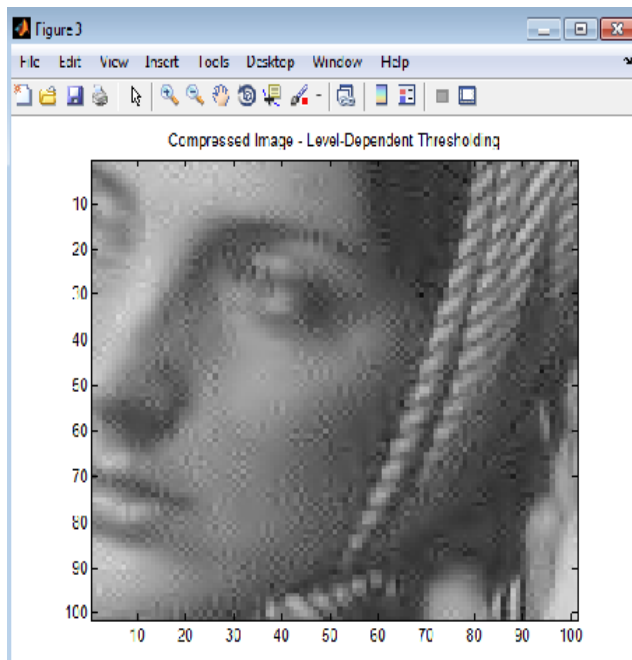 Figure 3
File Edit View Insert Tools Desktop Window Help
Compressed Image - Level-Dependent Thresholding
10
20
30
40
50
60
70
80
90
100
10 20 30 40 50 60 70 80 90 100